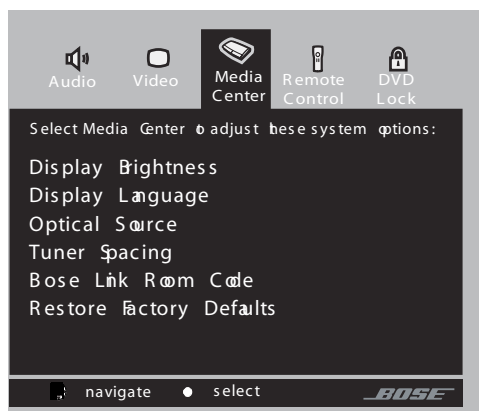 Audio
Video
Media Center
Remote Control
DVD Lock
Select Media Center to adjust these system options:
Display Brightness
Display Language
Optical Source
Tuner Spacing
Bose Link Room Code
Restore Factory Defaults
navigate
select
BOSE